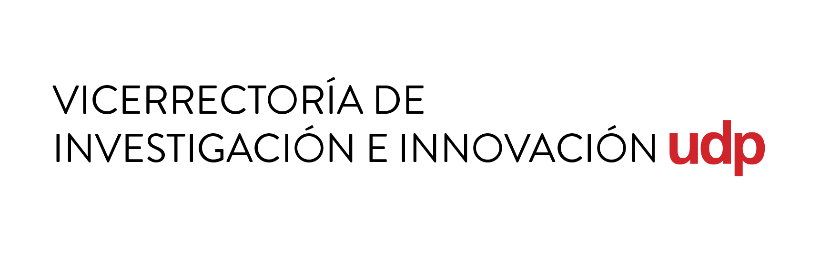 VICERRECTORÍA DE
INVESTIGACIÓN E INNOVACIÓN udp